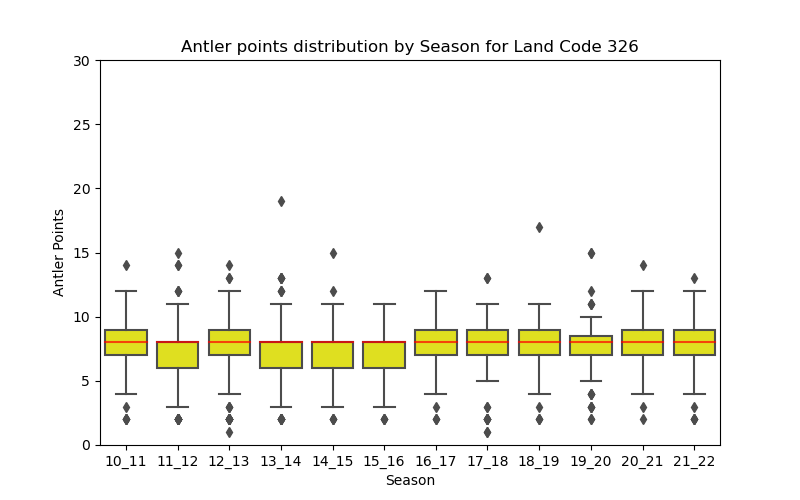 Antler points distribution by Season for Land Code 326
30
25
20
15
10
5
0
Antler Points
10_11 11_12 12_13 13_14 14_15 15_16 16_17 17_18 18_19 19_20 20_21 21_22
Season